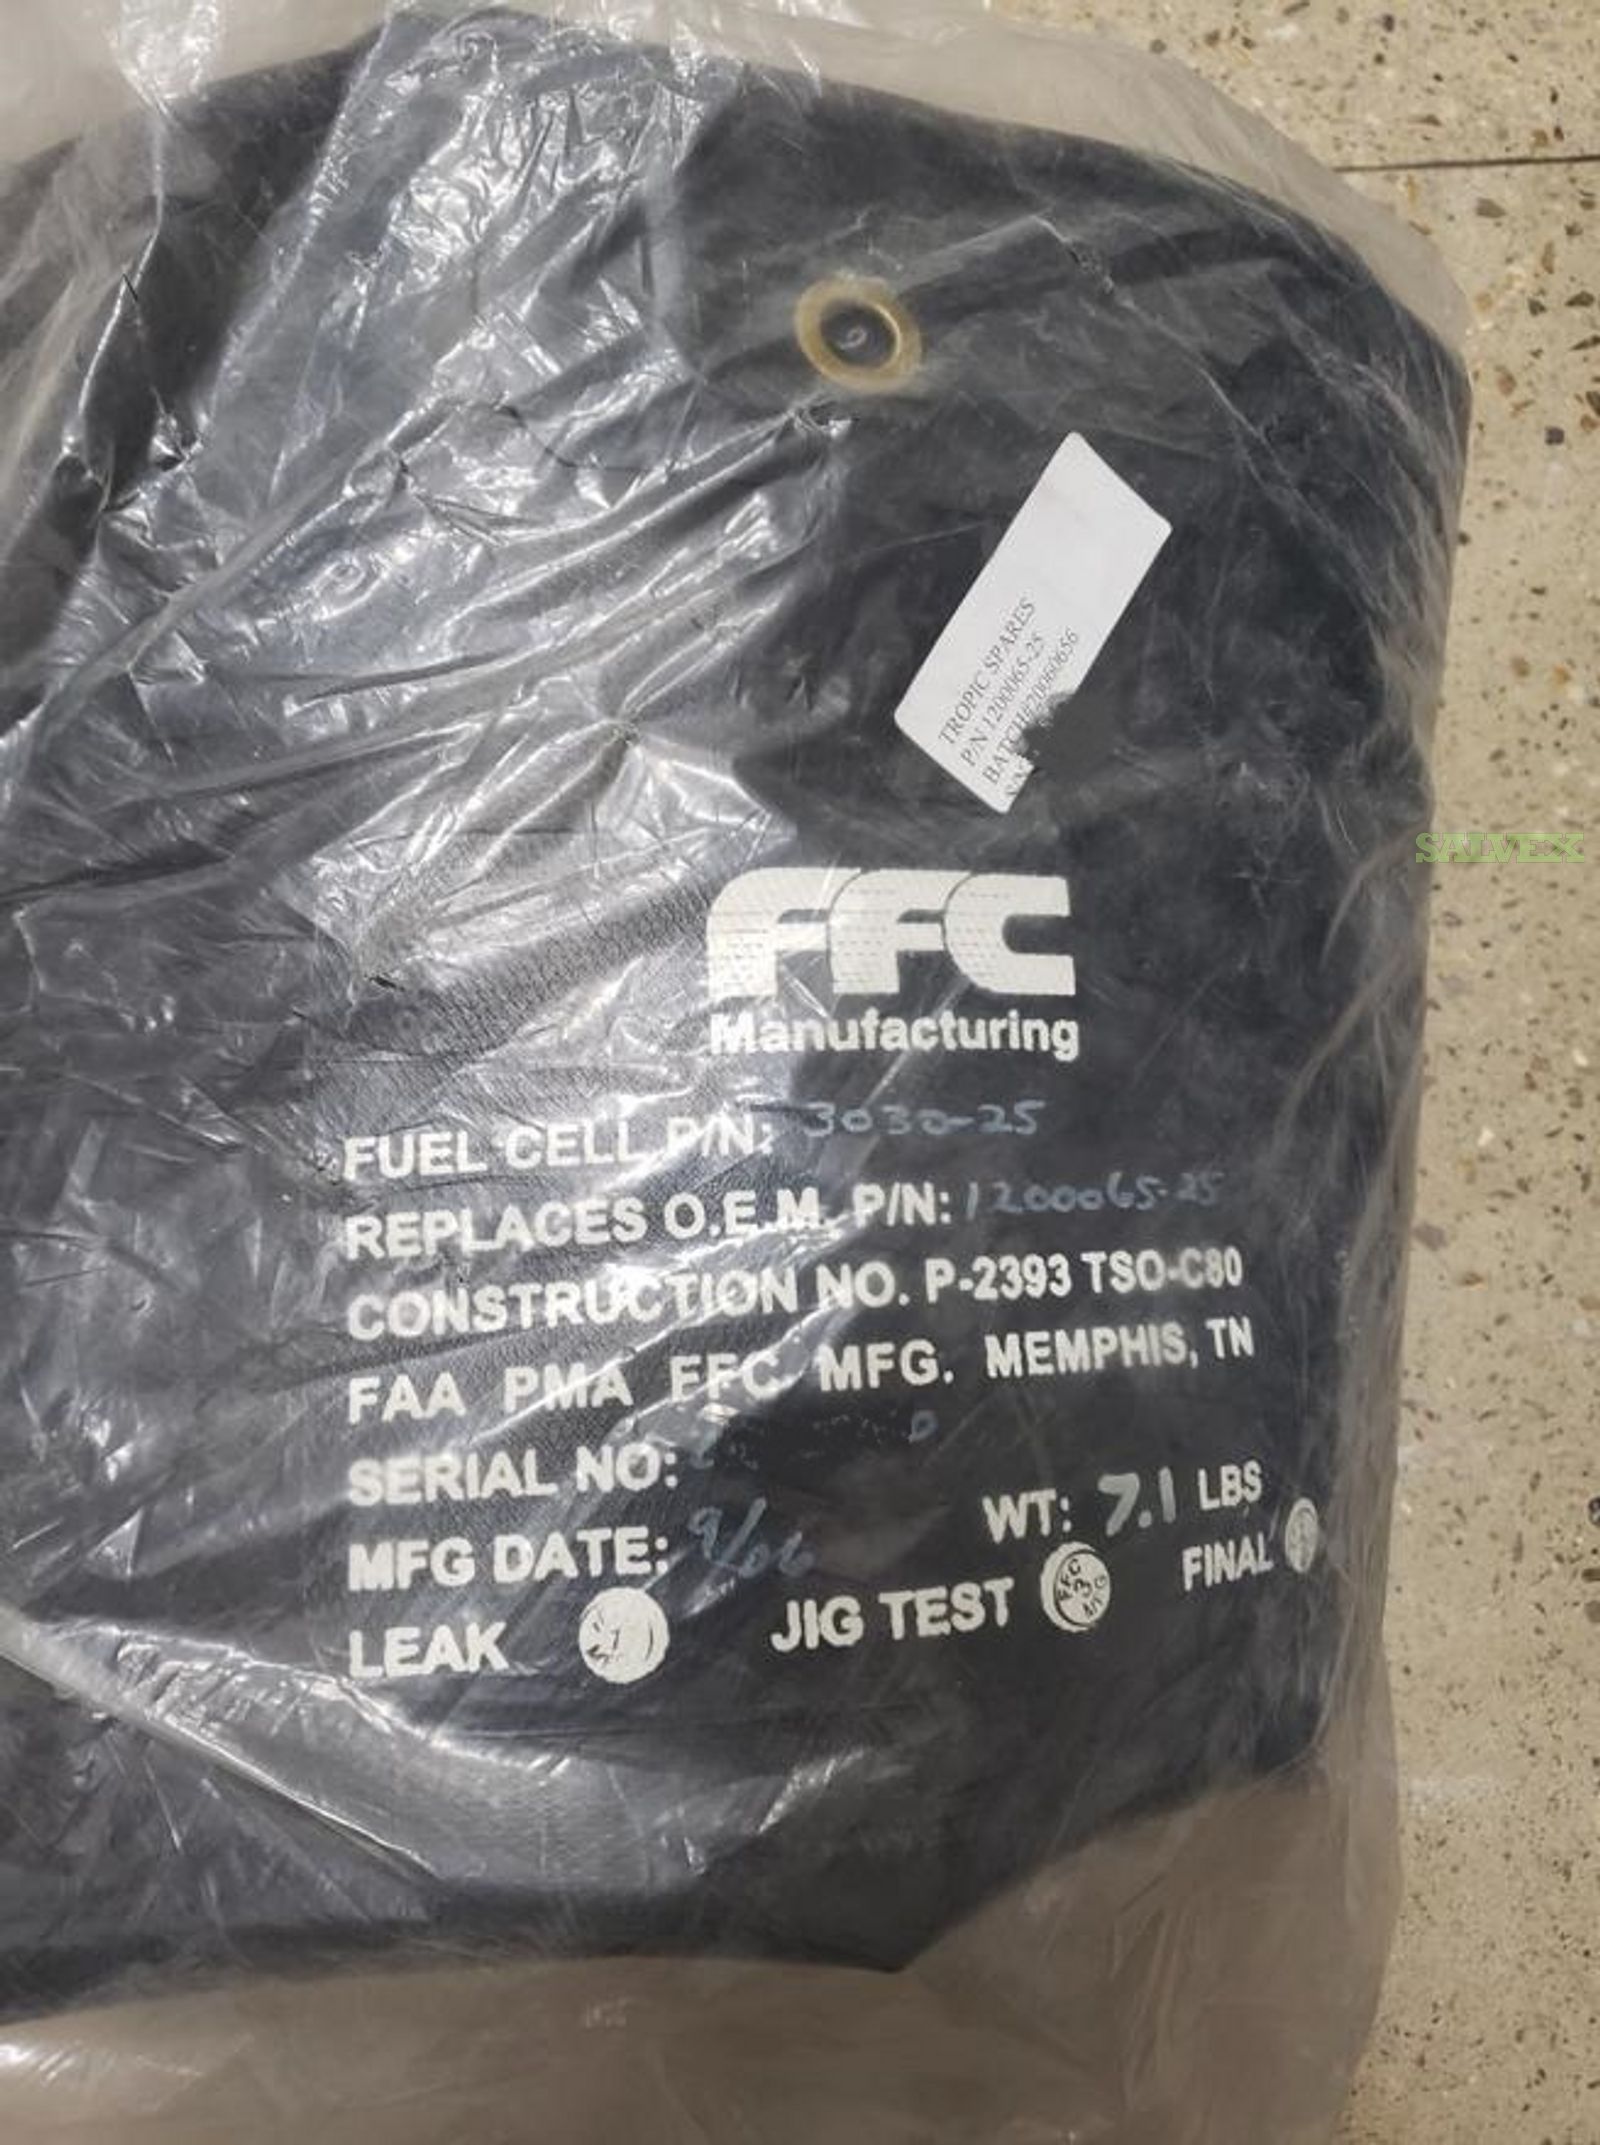 TROPIC SPARES
P/N 1200065-25
BATCH#2006060656
SALVEX
FFC
Manufacturing
FUEL CELL P/N: 3030-25
REPLACES O.E.M. P/N: 1200065-25
CONSTRUCTION NO. P-2393 TSO-C80
FAA PMA FFC MFG. MEMPHIS, TN
SERIAL NO:
MFG DATE: 9/06 WT: 7.1 LBS
LEAK JIG TEST FINAL